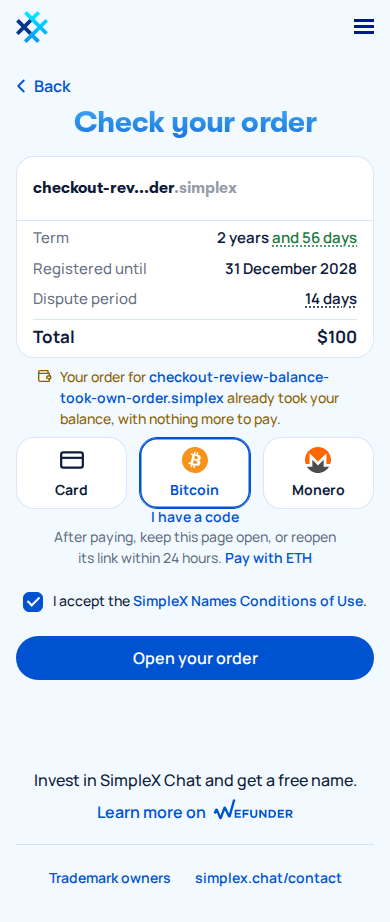 Back
Check your order
checkout-rev...der.simplex
Term 2 years and 56 days
Registered until 31 December 2028
Dispute period 14 days
Total $100
Your order for checkout-review-balance-
took-own-order.simplex already took your
balance, with nothing more to pay.
Card Bitcoin Monero
I have a code
After paying, keep this page open, or reopen
its link within 24 hours. Pay with ETH
I accept the SimpleX Names Conditions of Use.
Open your order
Invest in SimpleX Chat and get a free name.
Learn more on WEFUNDER
Trademark owners simplex.chat/contact